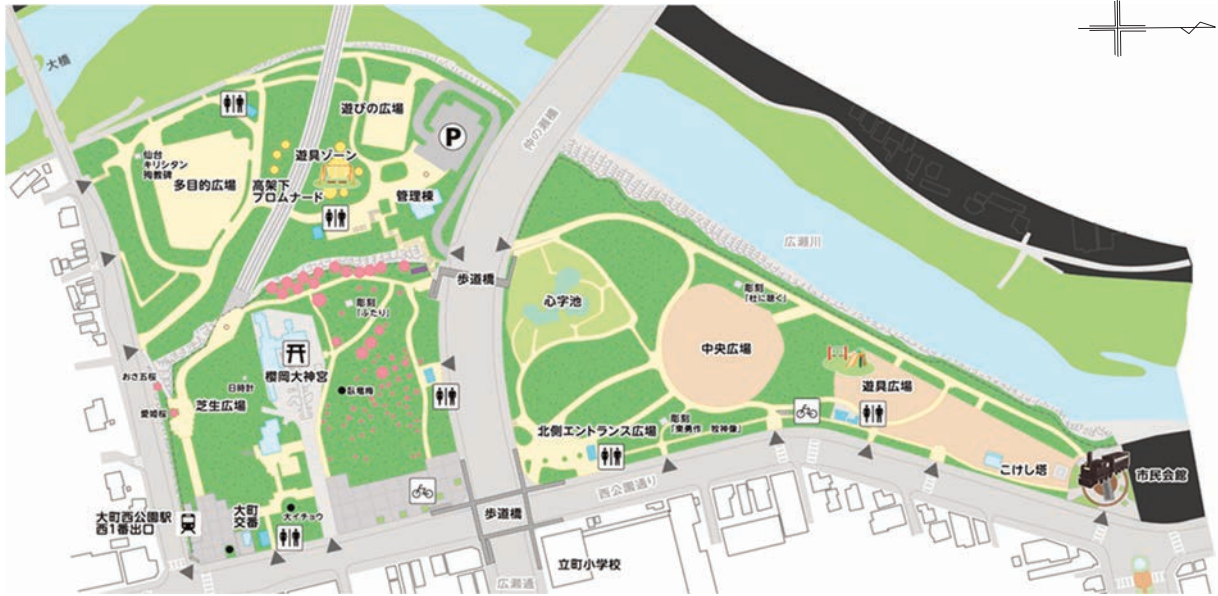 大橋
仙台
キリシタン
殉教碑
多目的広場
遊びの広場
遊具ゾーン
高架下
プロムナード
P
管理棟
仲の瀬橋
歩道橋
広瀬川
心字池
彫刻
「杜に聴く」
中央広場
彫刻
「ふたり」
櫻岡大神宮
日時計
臥竜梅
おさ五桜
愛姫桜
芝生広場
遊具広場
北側エントランス広場
彫刻
「東勇作 牧神像」
こけし塔
市民会館
西公園通り
大町西公園駅
西1番出口
大町
交番
大イチョウ
歩道橋
立町小学校
広瀬通